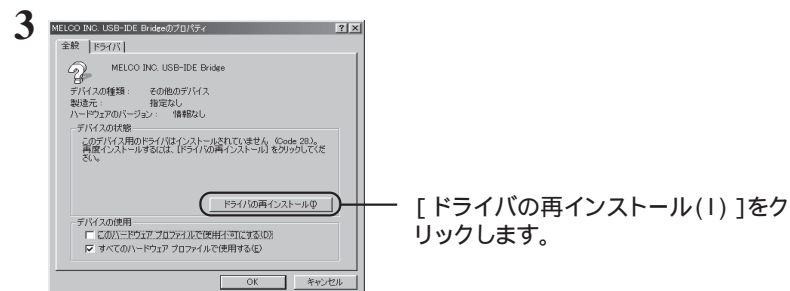 3
MELCO INC. USB-IDE Bridgeのプロパティ
全般 ドライバ
MELCO INC. USB-IDE Bridge
デバイスの種類： その他のデバイス
製造元： 指定なし
ハードウェアのバージョン： 情報なし
デバイスの状態
このデバイス用のドライバはインストールされていません (Code 28.)。
再度インストールするには、[ドライバの再インストール] をクリックしてくだ
さい。
ドライバの再インストール(I)
[ドライバの再インストール(I)]をク
リックします。
デバイスの使用
このハードウェア プロファイルで使用不可にする(D)
すべてのハードウェア プロファイルで使用する(E)
OK キャンセル